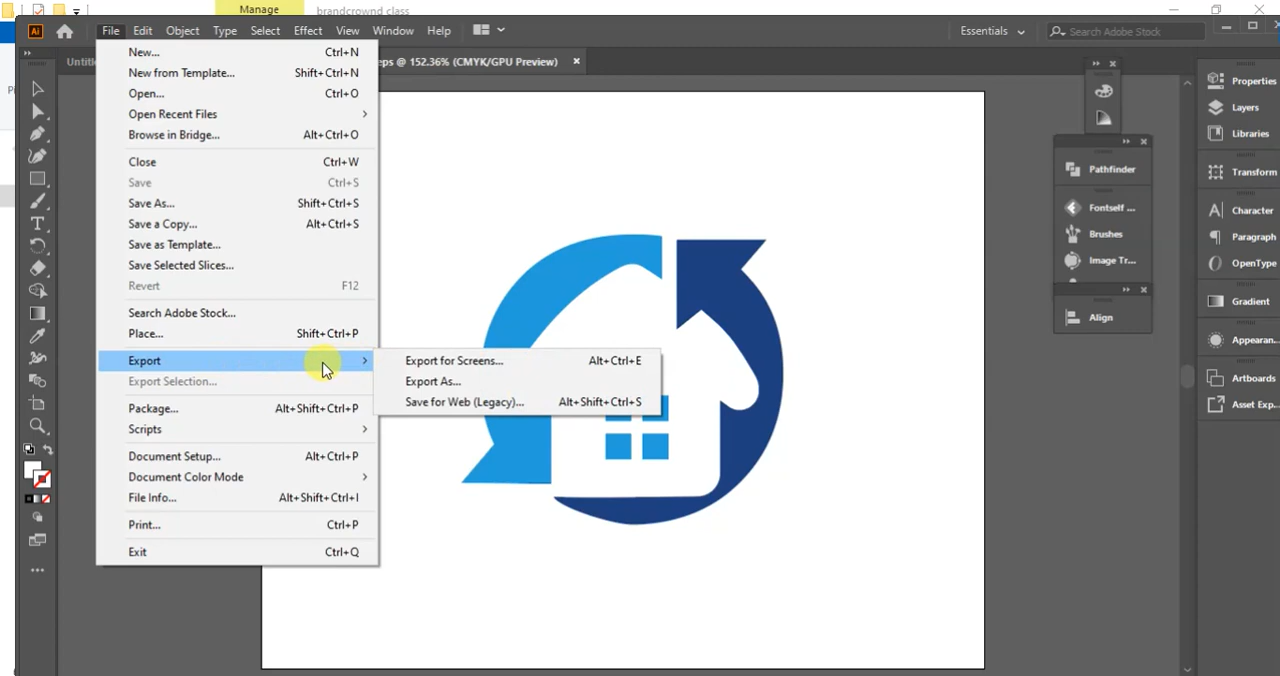 Manage
brandcrownd class
Ai
File Edit Object Type Select Effect View Window Help
Essentials
Search Adobe Stock
eps @ 152.36% (CMYK/GPU Preview)
New... Ctrl+N
New from Template... Shift+Ctrl+N
Open... Ctrl+O
Open Recent Files
Browse in Bridge... Alt+Ctrl+O
Close Ctrl+W
Save Ctrl+S
Save As... Shift+Ctrl+S
Save a Copy... Alt+Ctrl+S
Save as Template...
Save Selected Slices...
Revert F12
Search Adobe Stock...
Place... Shift+Ctrl+P
Export
Export Selection...
Package... Alt+Shift+Ctrl+P
Scripts
Document Setup... Alt+Ctrl+P
Document Color Mode
File Info... Alt+Shift+Ctrl+I
Print... Ctrl+P
Exit Ctrl+Q
Export for Screens... Alt+Ctrl+E
Export As...
Save for Web (Legacy)... Alt+Shift+Ctrl+S
Pathfinder
Fontself ...
Brushes
Image Tr...
Align
Properties
Layers
Libraries
Transform
Character
Paragraph
OpenType
Gradient
Appearan...
Artboards
Asset Exp...